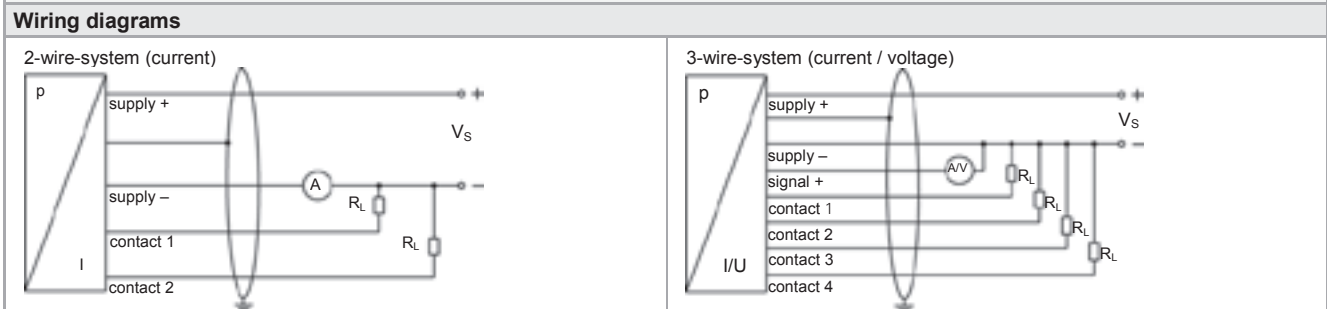 Wiring diagrams
2-wire-system (current)
p
supply +
+
VS
supply –
A
–
RL
contact 1
RL
I
contact 2
3-wire-system (current / voltage)
p
supply +
+
VS
–
supply –
A/V
signal +
RL
contact 1
RL
contact 2
RL
contact 3
RL
I/U
contact 4